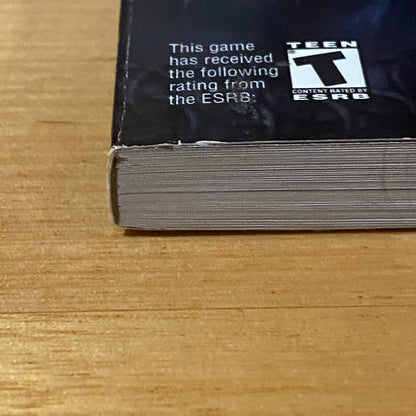 This game
has received
the following
rating from
the ESRB:
TEEN
T
CONTENT RATED BY
ESRB